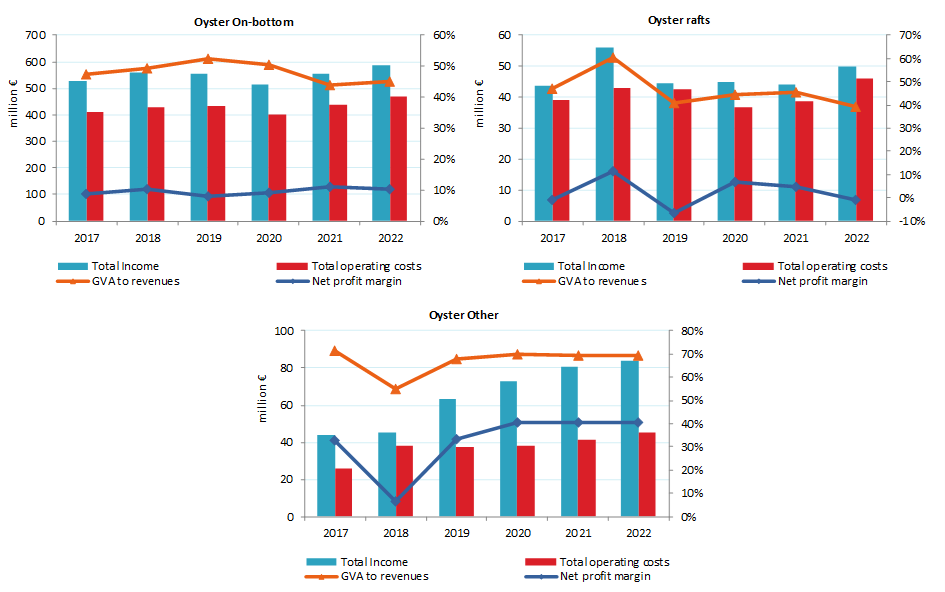 Oyster On-bottom
700 60%
600 50%
500 40%
400
300 30%
200 20%
100 10%
0 0%
million €
2017 2018 2019 2020 2021 2022
Total Income Total operating costs
GVA to revenues Net profit margin
Oyster rafts
60 70%
50 60%
40 50%
30 40%
20 30%
10 20%
0 10%
0%
-10%
million €
2017 2018 2019 2020 2021 2022
Total Income Total operating costs
GVA to revenues Net profit margin
Oyster Other
100 80%
80 70%
60 60%
40 50%
20 40%
0 30%
20%
10%
0%
million €
2017 2018 2019 2020 2021 2022
Total Income Total operating costs
GVA to revenues Net profit margin